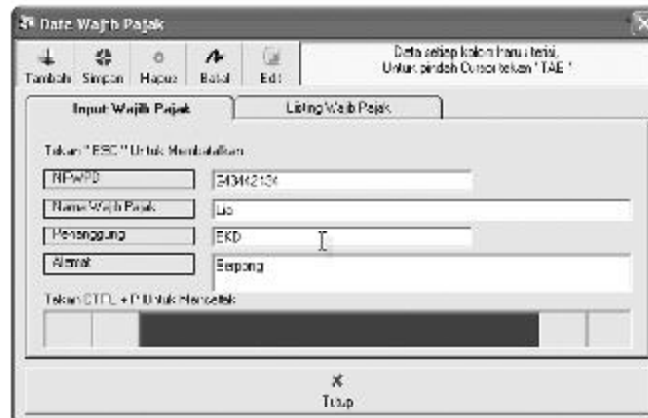 Data Wajib Pajak
Tambah Simpan Hapus Batal Edit
Data setiap kolom harus terisi,
Untuk pindah Cursor tekan "TAB"
Input Wajib Pajak Listing Wajib Pajak
Tekan "ESC" Untuk Membatalkan
NPWPD
Nama Wajib Pajak Lia
Penanggung EKO
Alamat Serpong
Tekan CTRL + P Untuk Mencetak
Tutup